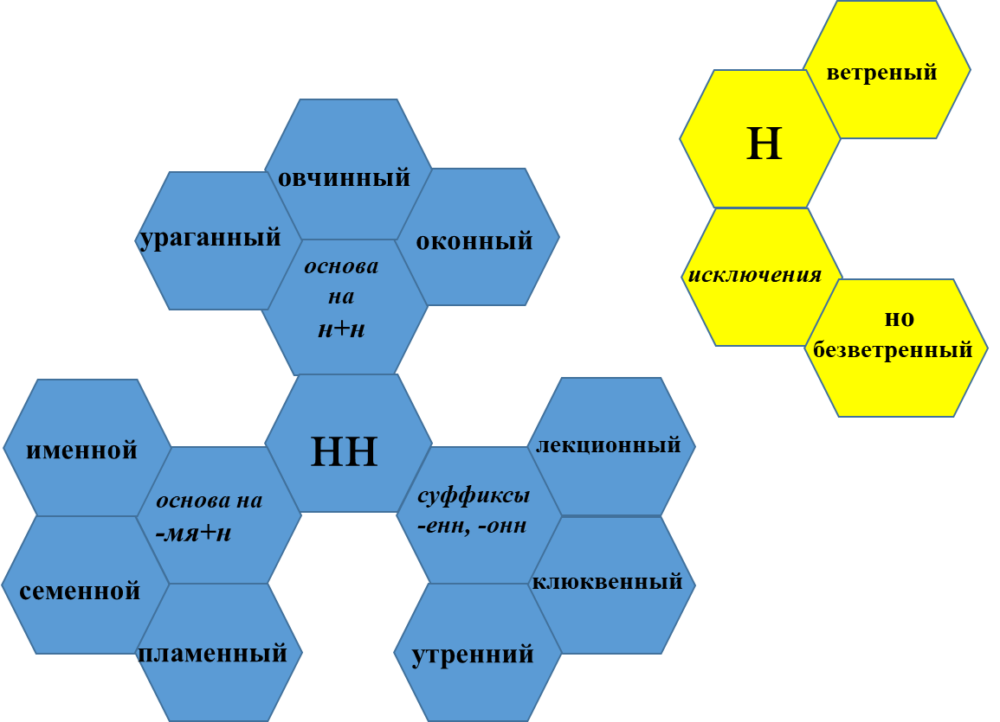 ветреный
Н
исключения
но
безветренный
овчинный
ураганный
оконный
основа
на
н+н
НН
именной
основа на
-мя+н
семенной
пламенный
суффиксы
-енн, -онн
лекционный
клюквенный
утренний